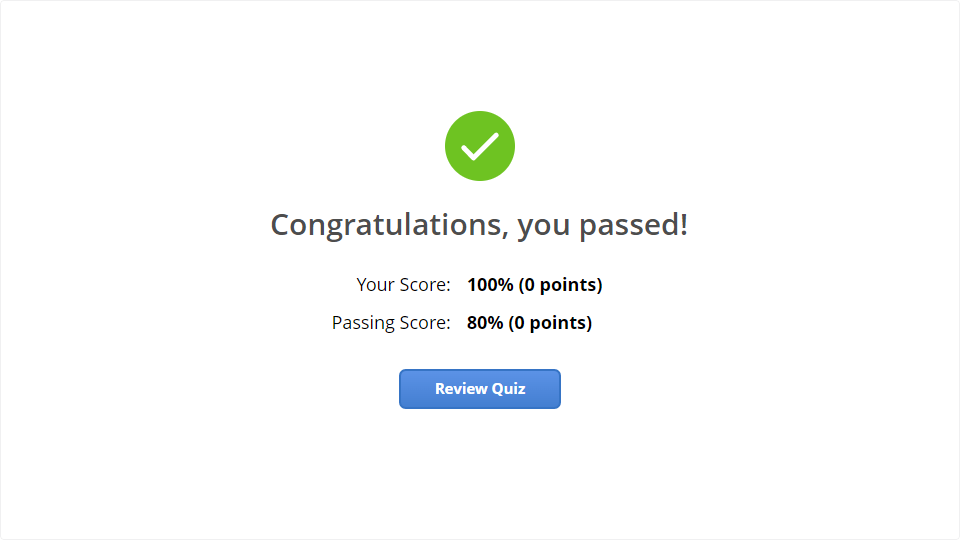 Congratulations, you passed!
Your Score: 100% (0 points)
Passing Score: 80% (0 points)
Review Quiz